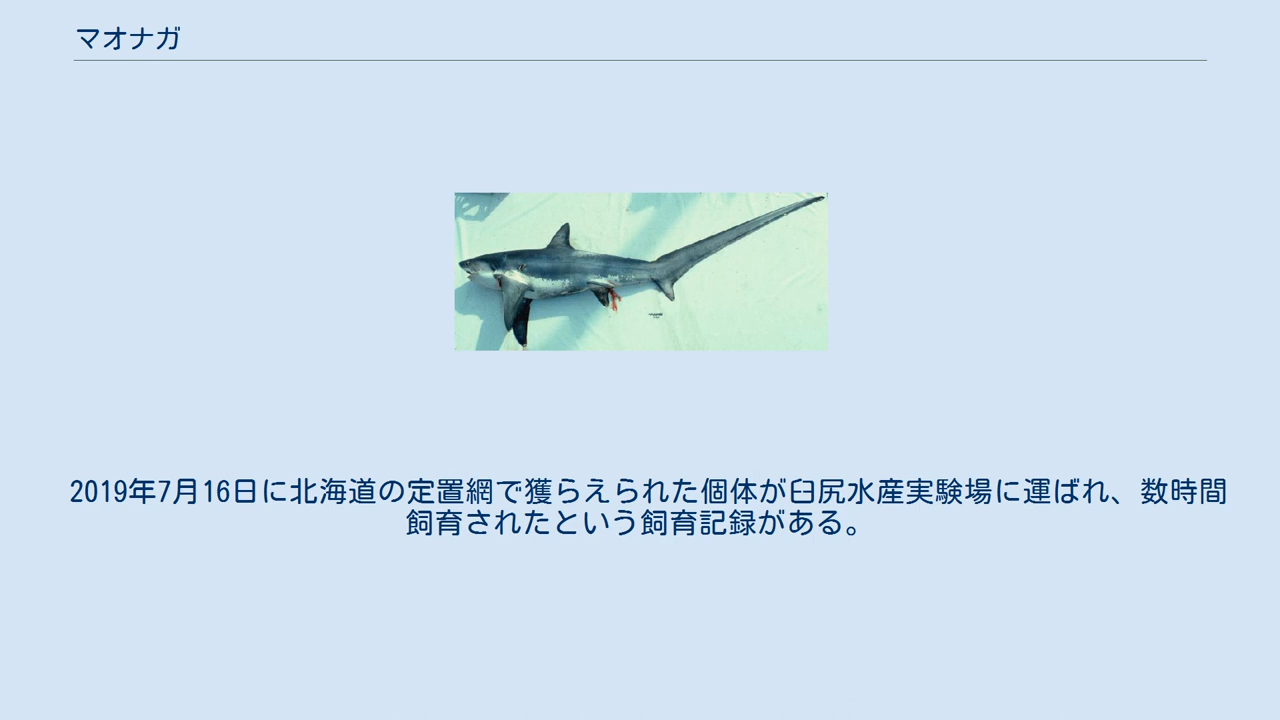 マオナガ
2019年7月16日に北海道の定置網で獲らえられた個体が臼尻水産実験場に運ばれ、数時間
飼育されたという飼育記録がある。